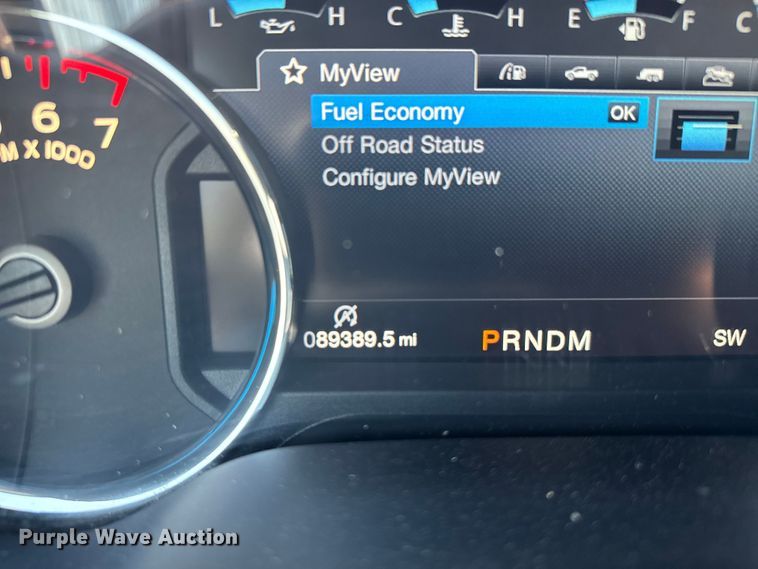 L H C H E F C
MyView
Fuel Economy OK
Off Road Status
Configure MyView
6
7
M X 1000
089389.5 mi PRNDM SW
Purple Wave Auction